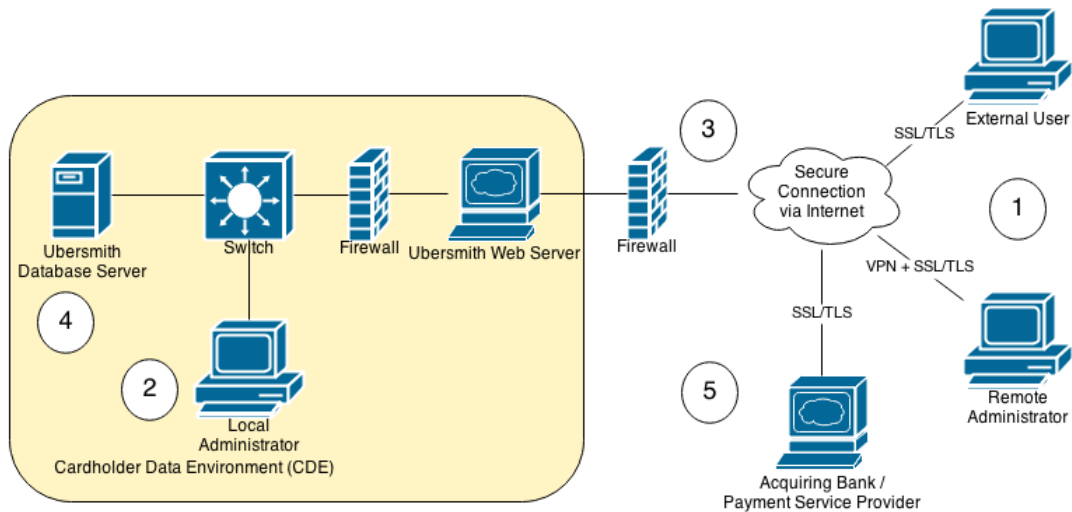 External User
SSL/TLS
3
Secure
Connection
via Internet
1
Ubersmith
Database Server
Switch
Firewall
Ubersmith Web Server
Firewall
VPN + SSL/TLS
4
SSL/TLS
2
5
Local
Administrator
Remote
Administrator
Cardholder Data Environment (CDE)
Acquiring Bank /
Payment Service Provider